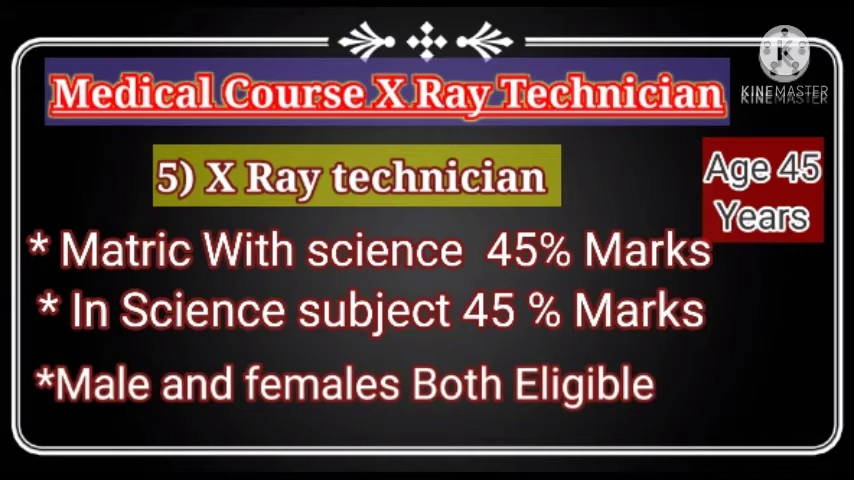 Medical Course X Ray Technician
K
KINEMASTER
KINEMASTER
5) X Ray technician
Age 45
Years
* Matric With science 45% Marks
* In Science subject 45 % Marks
*Male and females Both Eligible